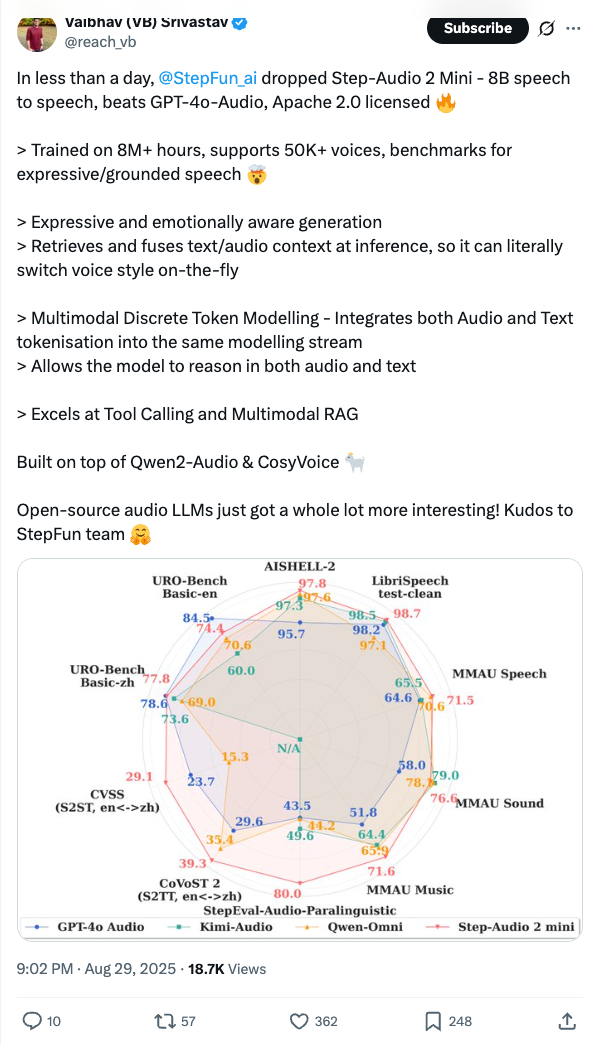 Vaibhav (VB) Srivastav
@reach_vb
Subscribe
In less than a day, @StepFun_ai dropped Step-Audio 2 Mini - 8B speech
to speech, beats GPT-4o-Audio, Apache 2.0 licensed 🔥
> Trained on 8M+ hours, supports 50K+ voices, benchmarks for
expressive/grounded speech 🤯
> Expressive and emotionally aware generation
> Retrieves and fuses text/audio context at inference, so it can literally
switch voice style on-the-fly
> Multimodal Discrete Token Modelling - Integrates both Audio and Text
tokenisation into the same modelling stream
> Allows the model to reason in both audio and text
> Excels at Tool Calling and Multimodal RAG
Built on top of Qwen2-Audio & CosyVoice 🐐
Open-source audio LLMs just got a whole lot more interesting! Kudos to
StepFun team 🤗
AISHELL-2
97.8
97.6
97.3
95.7
LibriSpeech
test-clean
98.5
98.7
98.2
97.1
MMAU Speech
65.5
64.6
70.6
71.5
MMAU Sound
58.0
79.0
78.1
76.6
MMAU Music
51.8
64.4
65.9
71.6
StepEval-Audio-Paralinguistic
43.5
44.2
49.6
80.0
CoVoST 2
(S2TT, en<->zh)
29.6
35.4
39.3
CVSS
(S2ST, en<->zh)
29.1
23.7
15.3
N/A
URO-Bench
Basic-zh
77.8
78.6
73.6
69.0
URO-Bench
Basic-en
84.5
74.4
70.6
60.0
GPT-4o Audio
Kimi-Audio
Qwen-Omni
Step-Audio 2 mini
9:02 PM · Aug 29, 2025 · 18.7K Views
10
57
362
248